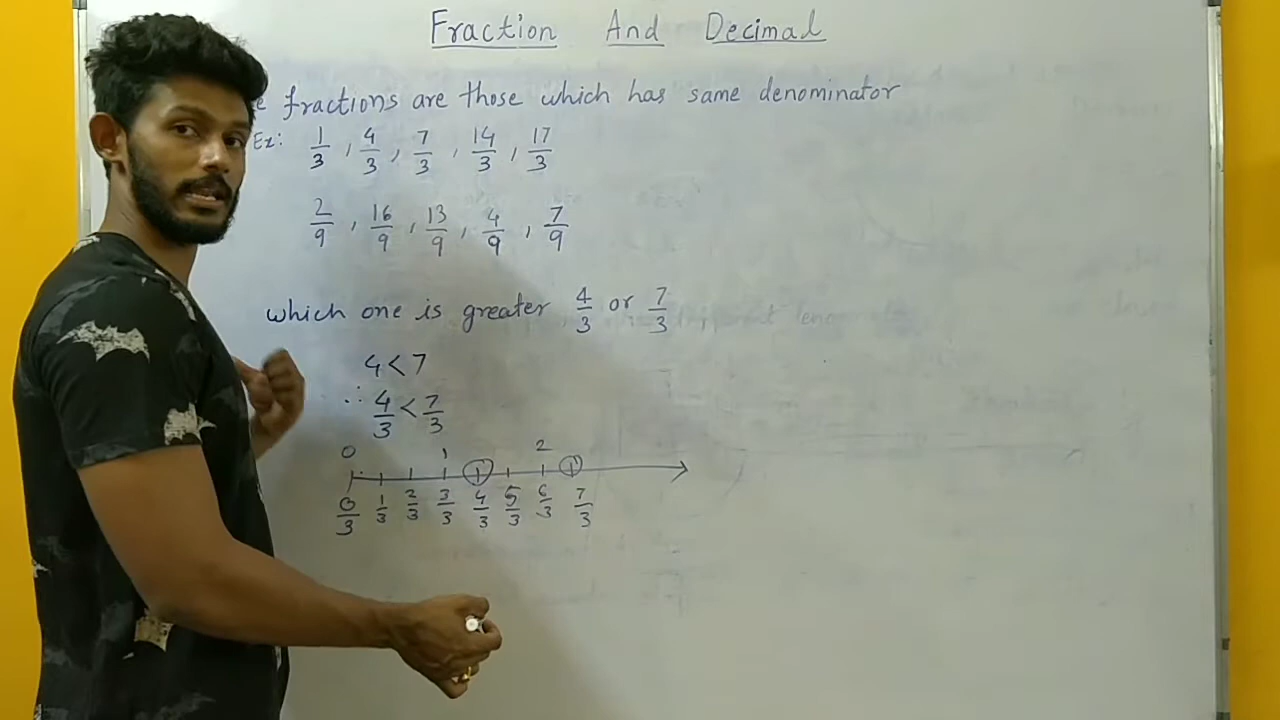 Fraction And Decimal
fractions are those which has same denominator
Ex: 1/3 , 4/3 , 7/3 , 14/3 , 17/3
2/9 , 16/9 , 13/9 , 4/9 , 7/9
which one is greater 4/3 or 7/3
4 < 7
∴ 4/3 < 7/3
0 1 2
0/3 1/3 2/3 3/3 4/3 5/3 6/3 7/3